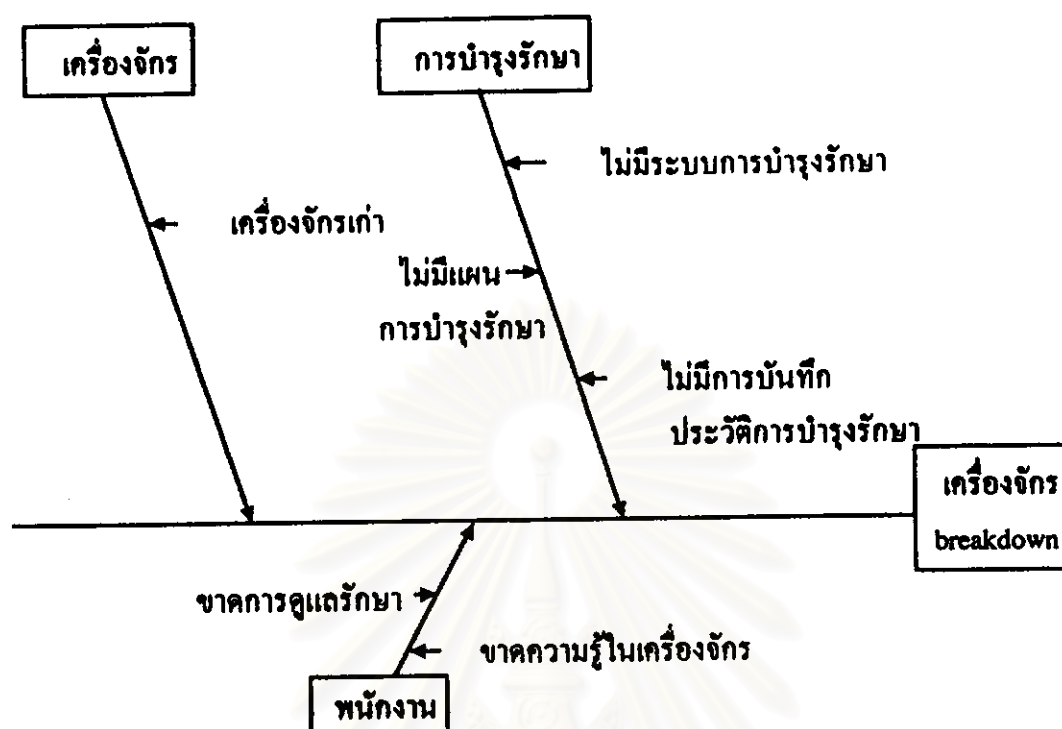 เครื่องจักร
การบำรุงรักษา
ไม่มีระบบการบำรุงรักษา
เครื่องจักรเก่า
ไม่มีแผน
การบำรุงรักษา
ไม่มีการบันทึก
ประวัติการบำรุงรักษา
เครื่องจักร
breakdown
ขาดการดูแลรักษา
ขาดความรู้ในเครื่องจักร
พนักงาน